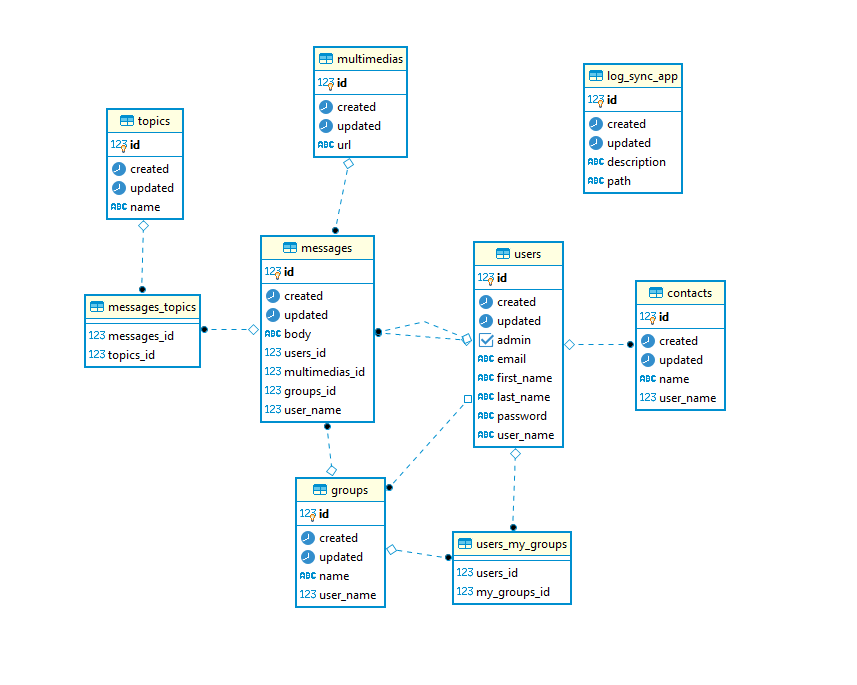 multimedias
123 id
created
updated
ABC url
log_sync_app
123 id
created
updated
ABC description
ABC path
topics
123 id
created
updated
ABC name
messages
123 id
created
updated
ABC body
123 users_id
123 multimedias_id
123 groups_id
123 user_name
users
123 id
created
updated
admin
ABC email
ABC first_name
ABC last_name
ABC password
ABC user_name
contacts
123 id
created
updated
ABC name
123 user_name
messages_topics
123 messages_id
123 topics_id
groups
123 id
created
updated
ABC name
123 user_name
users_my_groups
123 users_id
123 my_groups_id